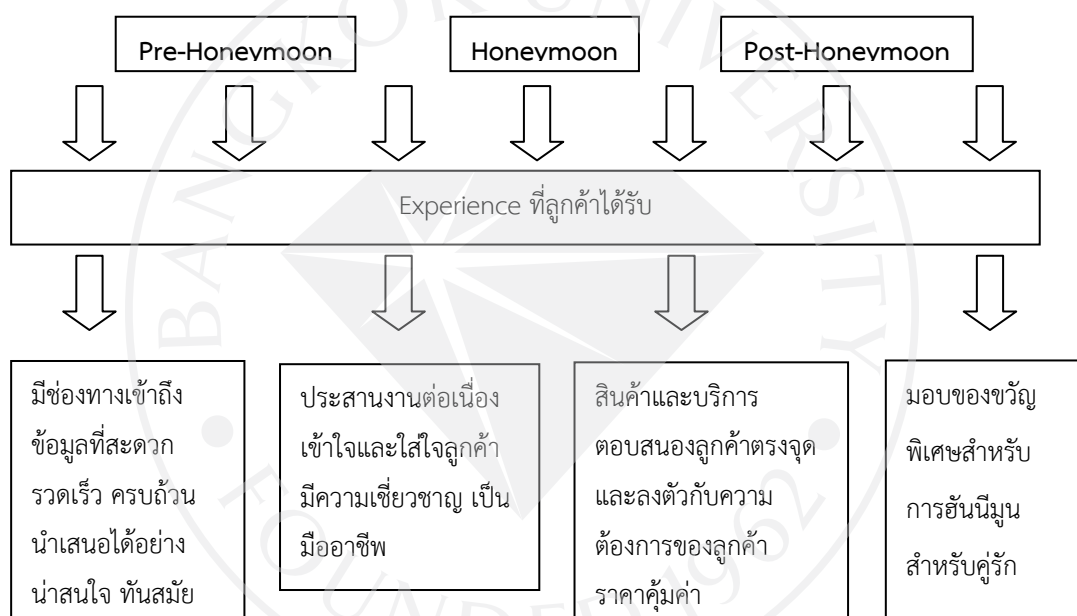 Pre-Honeymoon
Honeymoon
Post-Honeymoon
Experience ที่ลูกค้าได้รับ
มีช่องทางเข้าถึง
ข้อมูลที่สะดวก
รวดเร็ว ครบถ้วน
นำเสนอได้อย่าง
น่าสนใจ ทันสมัย
ประสานงานต่อเนื่อง
เข้าใจและใส่ใจลูกค้า
มีความเชี่ยวชาญ เป็น
มืออาชีพ
สินค้าและบริการ
ตอบสนองลูกค้าตรงจุด
และลงตัวกับความ
ต้องการของลูกค้า
ราคาคุ้มค่า
มอบของขวัญ
พิเศษสำหรับ
การฮันนีมูน
สำหรับคู่รัก
BANGKOK UNIVERSITY
FOUNDED 1962